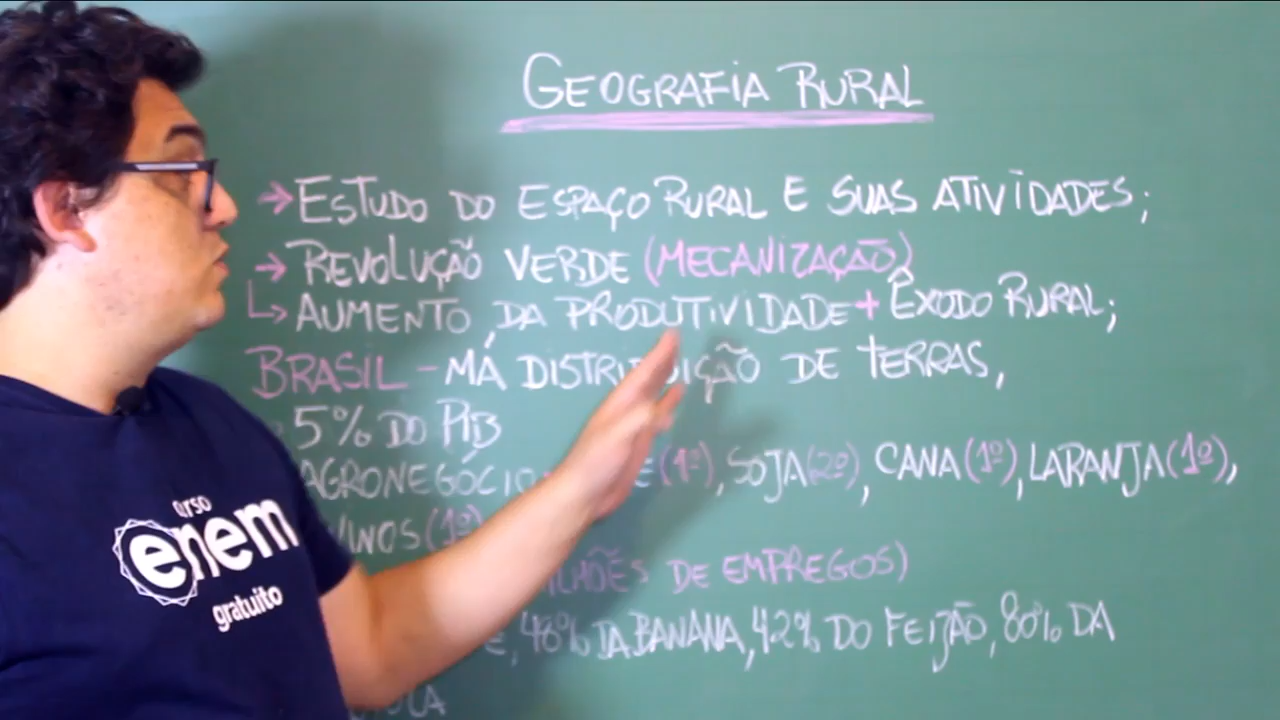 GEOGRAFIA RURAL
→ ESTUDO DO ESPAÇO RURAL E SUAS ATIVIDADES;
→ REVOLUÇÃO VERDE (MECANIZAÇÃO)
↳ AUMENTO DA PRODUTIVIDADE + ÊXODO RURAL;
BRASIL - MÁ DISTRIBUIÇÃO DE TERRAS,
5% DO PIB
AGRONEGÓCIO (1º), SOJA (2º), CANA (1º), LARANJA (1º),
(1º)
DE EMPREGOS)
48% DA BANANA, 42% DO FEIJÃO, 80% DA
curso
enem
gratuito